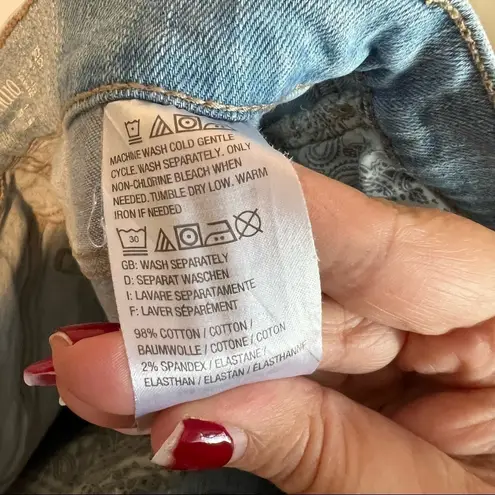 MACHINE WASH COLD GENTLE
CYCLE. WASH SEPARATELY. ONLY
NON-CHLORINE BLEACH WHEN
NEEDED. TUMBLE DRY LOW. WARM
IRON IF NEEDED
30
GB: WASH SEPARATELY
D: SEPARAT WASCHEN
I: LAVARE SEPARATAMENTE
F: LAVER SÉPARÉMENT
98% COTTON / COTTON /
BAUMWOLLE / COTONE / COTON
2% SPANDEX / ELASTANE /
ELASTHAN / ELASTAN / ELASTHANNE